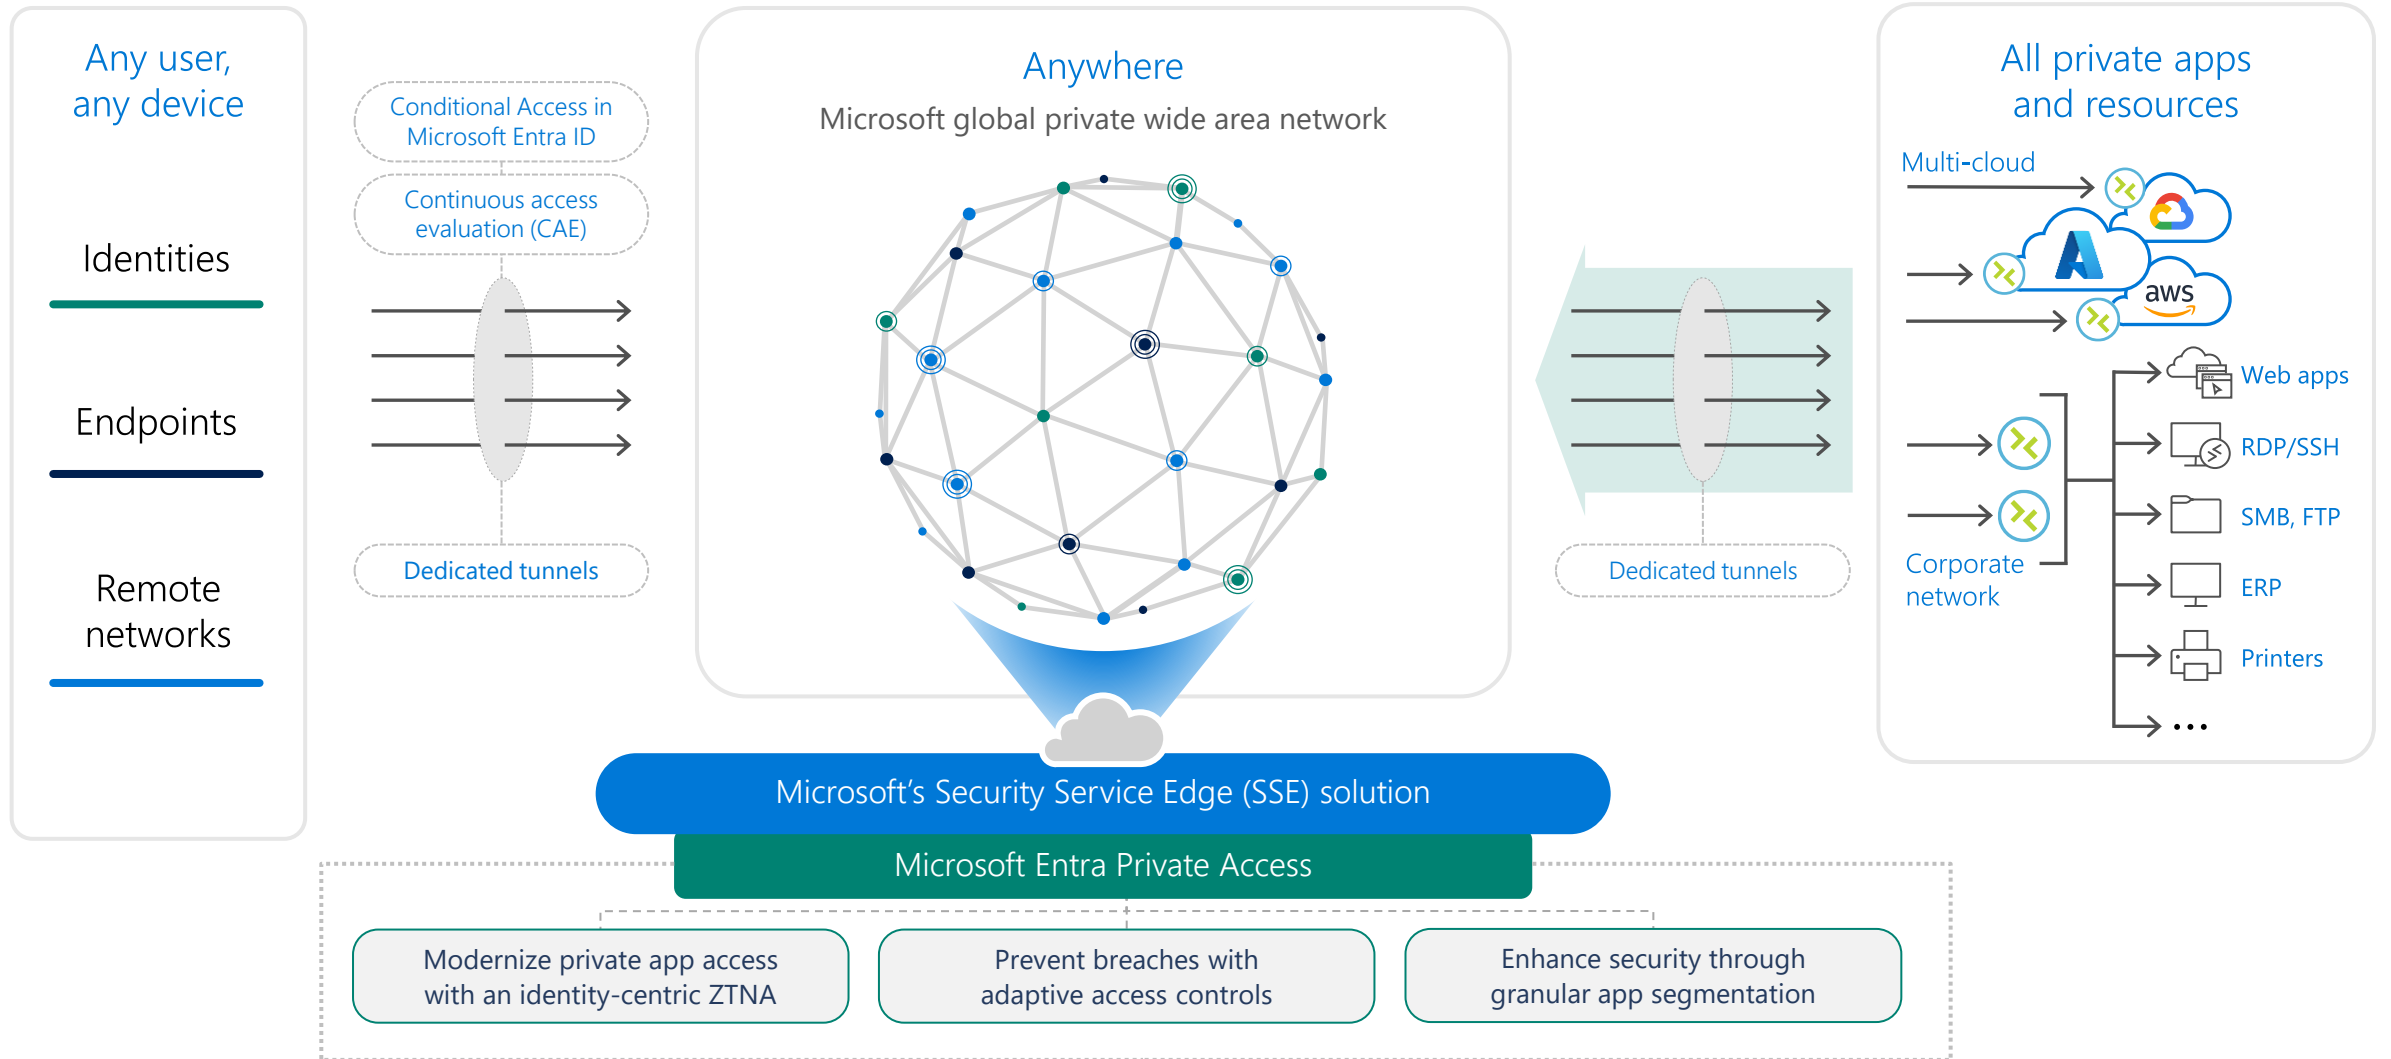 Any user,
any device
Identities
Endpoints
Remote
networks
Conditional Access in
Microsoft Entra ID
Continuous access
evaluation (CAE)
Dedicated tunnels
Anywhere
Microsoft global private wide area network
Dedicated tunnels
All private apps
and resources
Multi-cloud
aws
Corporate
network
Web apps
RDP/SSH
SMB, FTP
ERP
Printers
...
Microsoft’s Security Service Edge (SSE) solution
Microsoft Entra Private Access
Modernize private app access
with an identity-centric ZTNA
Prevent breaches with
adaptive access controls
Enhance security through
granular app segmentation